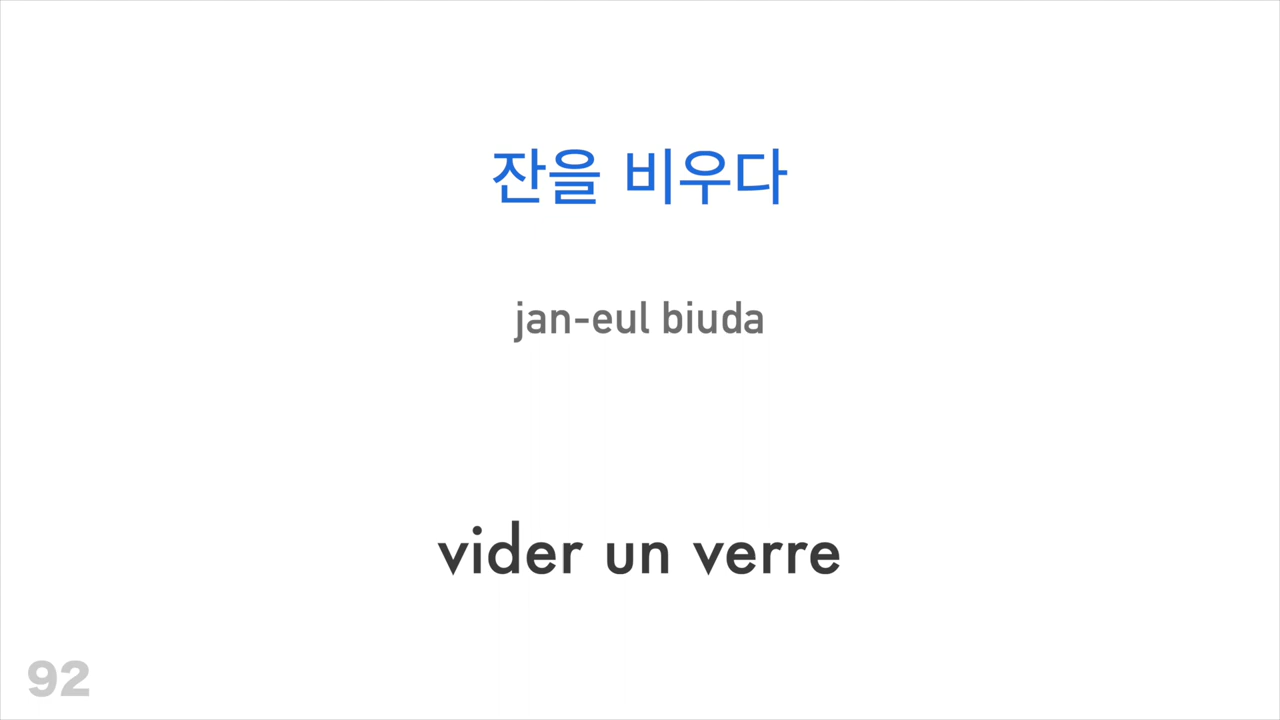 잔을 비우다
jan-eul biuda
vider un verre
92